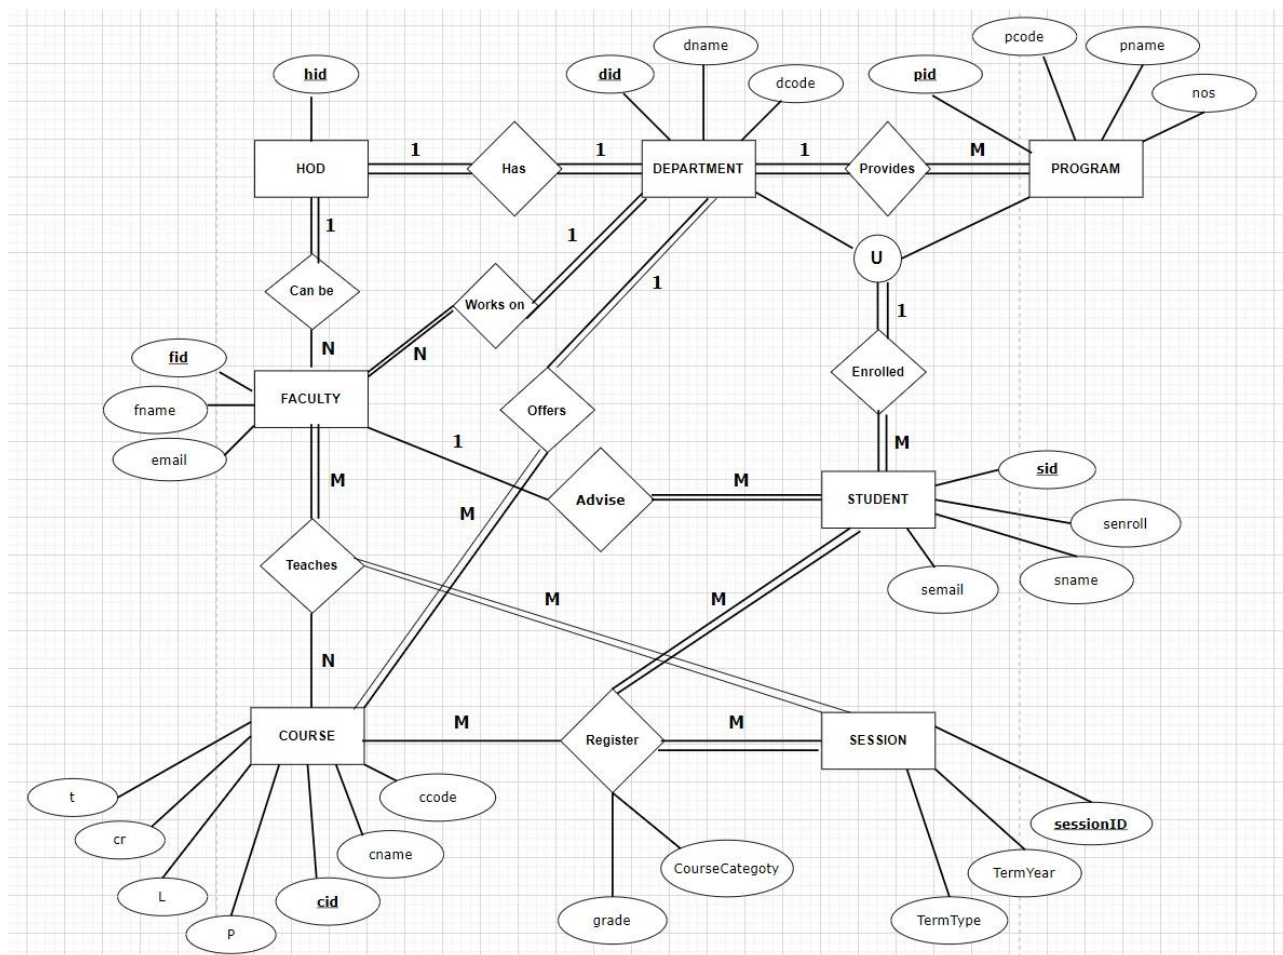 dname
pcode
pname
hid
did
dcode
pid
nos
1
1
1
M
HOD
Has
DEPARTMENT
Provides
PROGRAM
1
1
U
1
Can be
Works on
1
N
N
fid
Enrolled
FACULTY
fname
Offers
1
M
email
sid
M
M
Advise
STUDENT
M
senroll
Teaches
semail
sname
M
M
N
COURSE
M
Register
M
SESSION
t
ccode
cr
sessionID
cname
CourseCategoty
TermYear
L
cid
grade
TermType
P